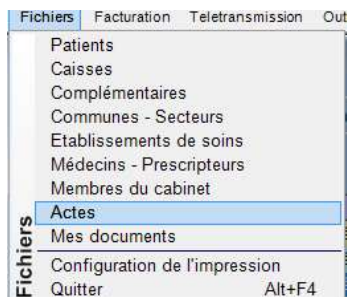 Fichiers Facturation Teletransmission Out
Patients
Caisses
Complémentaires
Communes - Secteurs
Etablissements de soins
Médecins - Prescripteurs
Membres du cabinet
Actes
Mes documents
Configuration de l'impression
Quitter Alt+F4
Fichiers